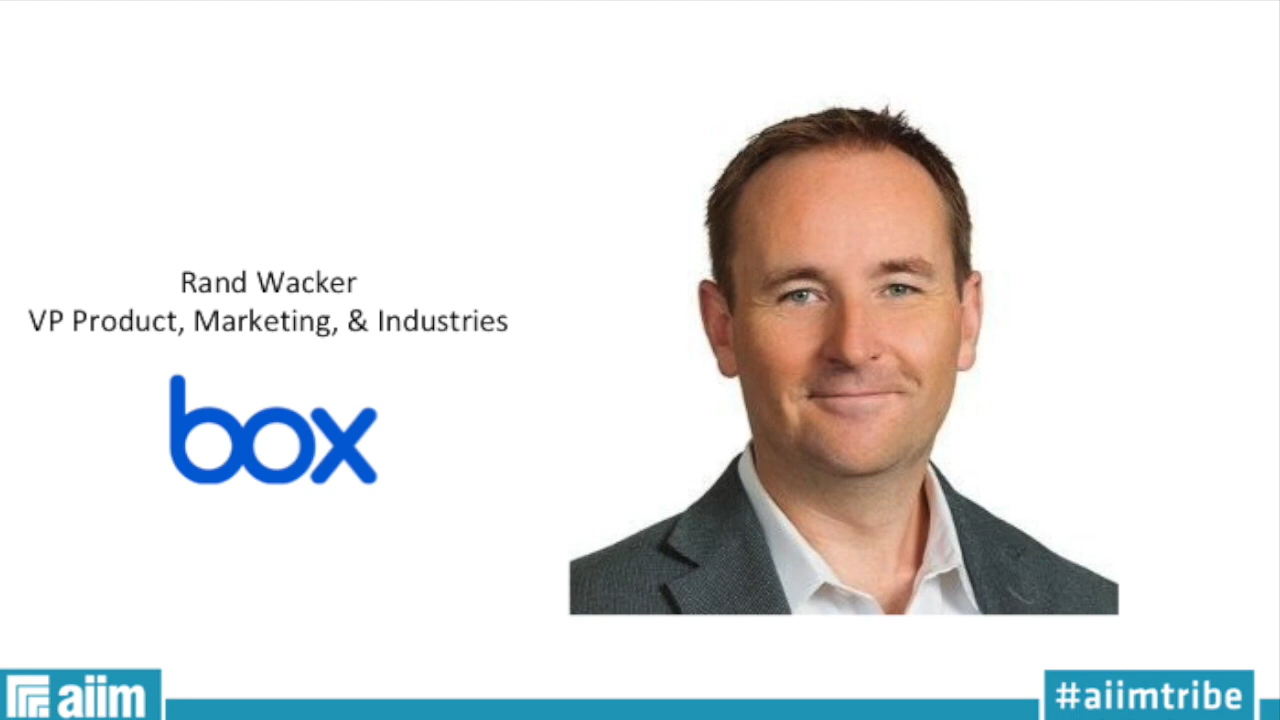 Rand Wacker
VP Product, Marketing, & Industries
box
aiim
#aiimtribe